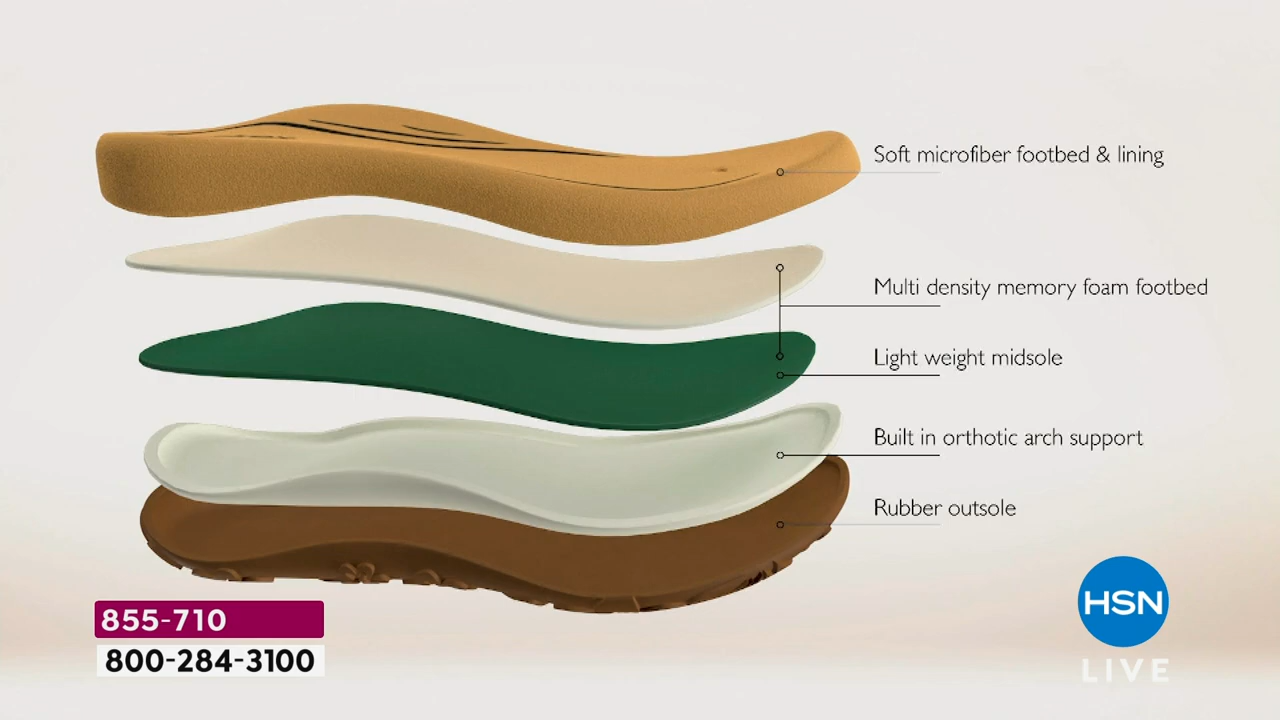 Soft microfiber footbed & lining
Multi density memory foam footbed
Light weight midsole
Built in orthotic arch support
Rubber outsole
855-710
800-284-3100
HSN
LIVE